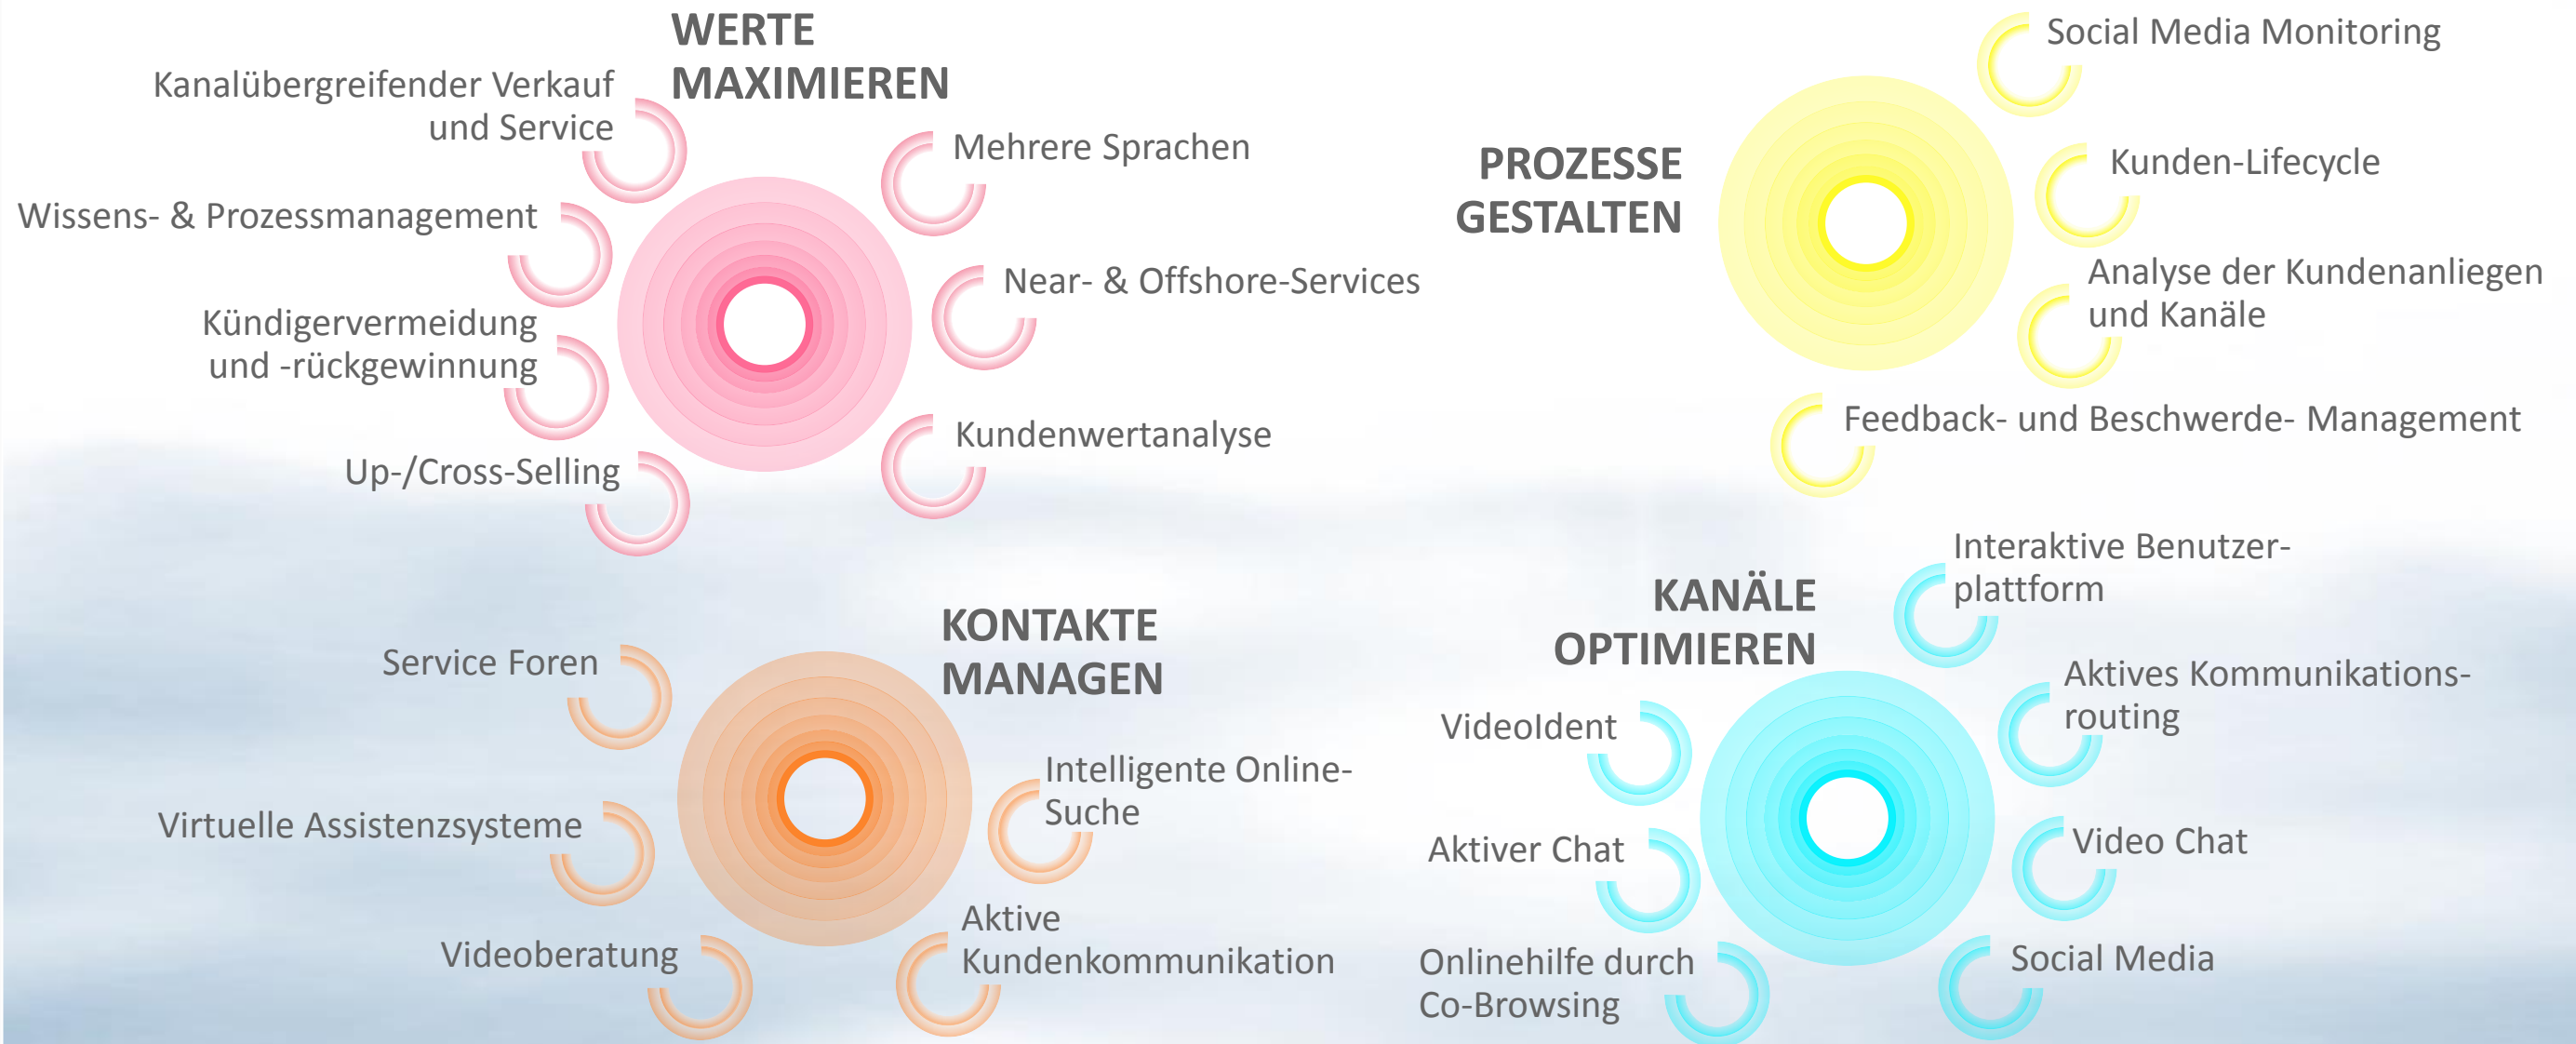 WERTE
MAXIMIEREN
Kanalübergreifender Verkauf
und Service
Wissens- & Prozessmanagement
Kündigervermeidung
und -rückgewinnung
Up-/Cross-Selling
Mehrere Sprachen
Near- & Offshore-Services
Kundenwertanalyse
PROZESSE
GESTALTEN
Social Media Monitoring
Kunden-Lifecycle
Analyse der Kundenanliegen
und Kanäle
Feedback- und Beschwerde- Management
KONTAKTE
MANAGEN
Service Foren
Virtuelle Assistenzsysteme
Videoberatung
Intelligente Online-
Suche
Aktive
Kundenkommunikation
KANÄLE
OPTIMIEREN
VideoIdent
Aktiver Chat
Onlinehilfe durch
Co-Browsing
Interaktive Benutzer-
plattform
Aktives Kommunikations-
routing
Video Chat
Social Media